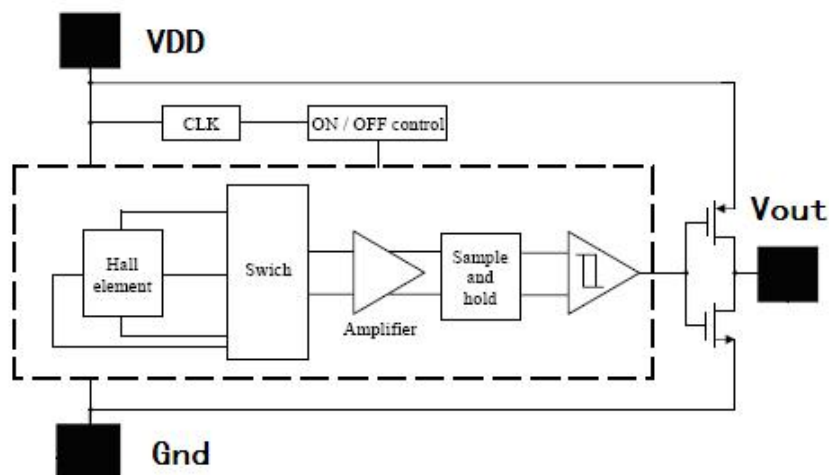 VDD
CLK
ON / OFF control
Vout
Hall
element
Swich
Sample
and
hold
Amplifier
Gnd